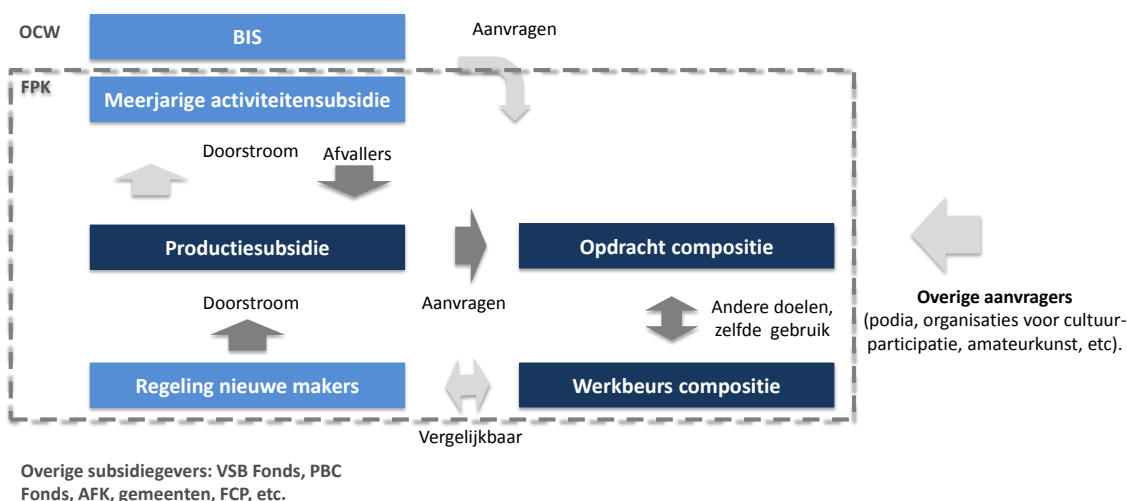 OCW
BIS
Aanvragen
FPK
Meerjarige activiteitensubsidie
Doorstroom
Afvallers
Productiesubsidie
Opdracht compositie
Doorstroom
Aanvragen
Andere doelen,
zelfde gebruik
Overige aanvragers
(podia, organisaties voor cultuur-
participatie, amateurkunst, etc).
Regeling nieuwe makers
Werkbeurs compositie
Vergelijkbaar
Overige subsidiegevers: VSB Fonds, PBC
Fonds, AFK, gemeenten, FCP, etc.